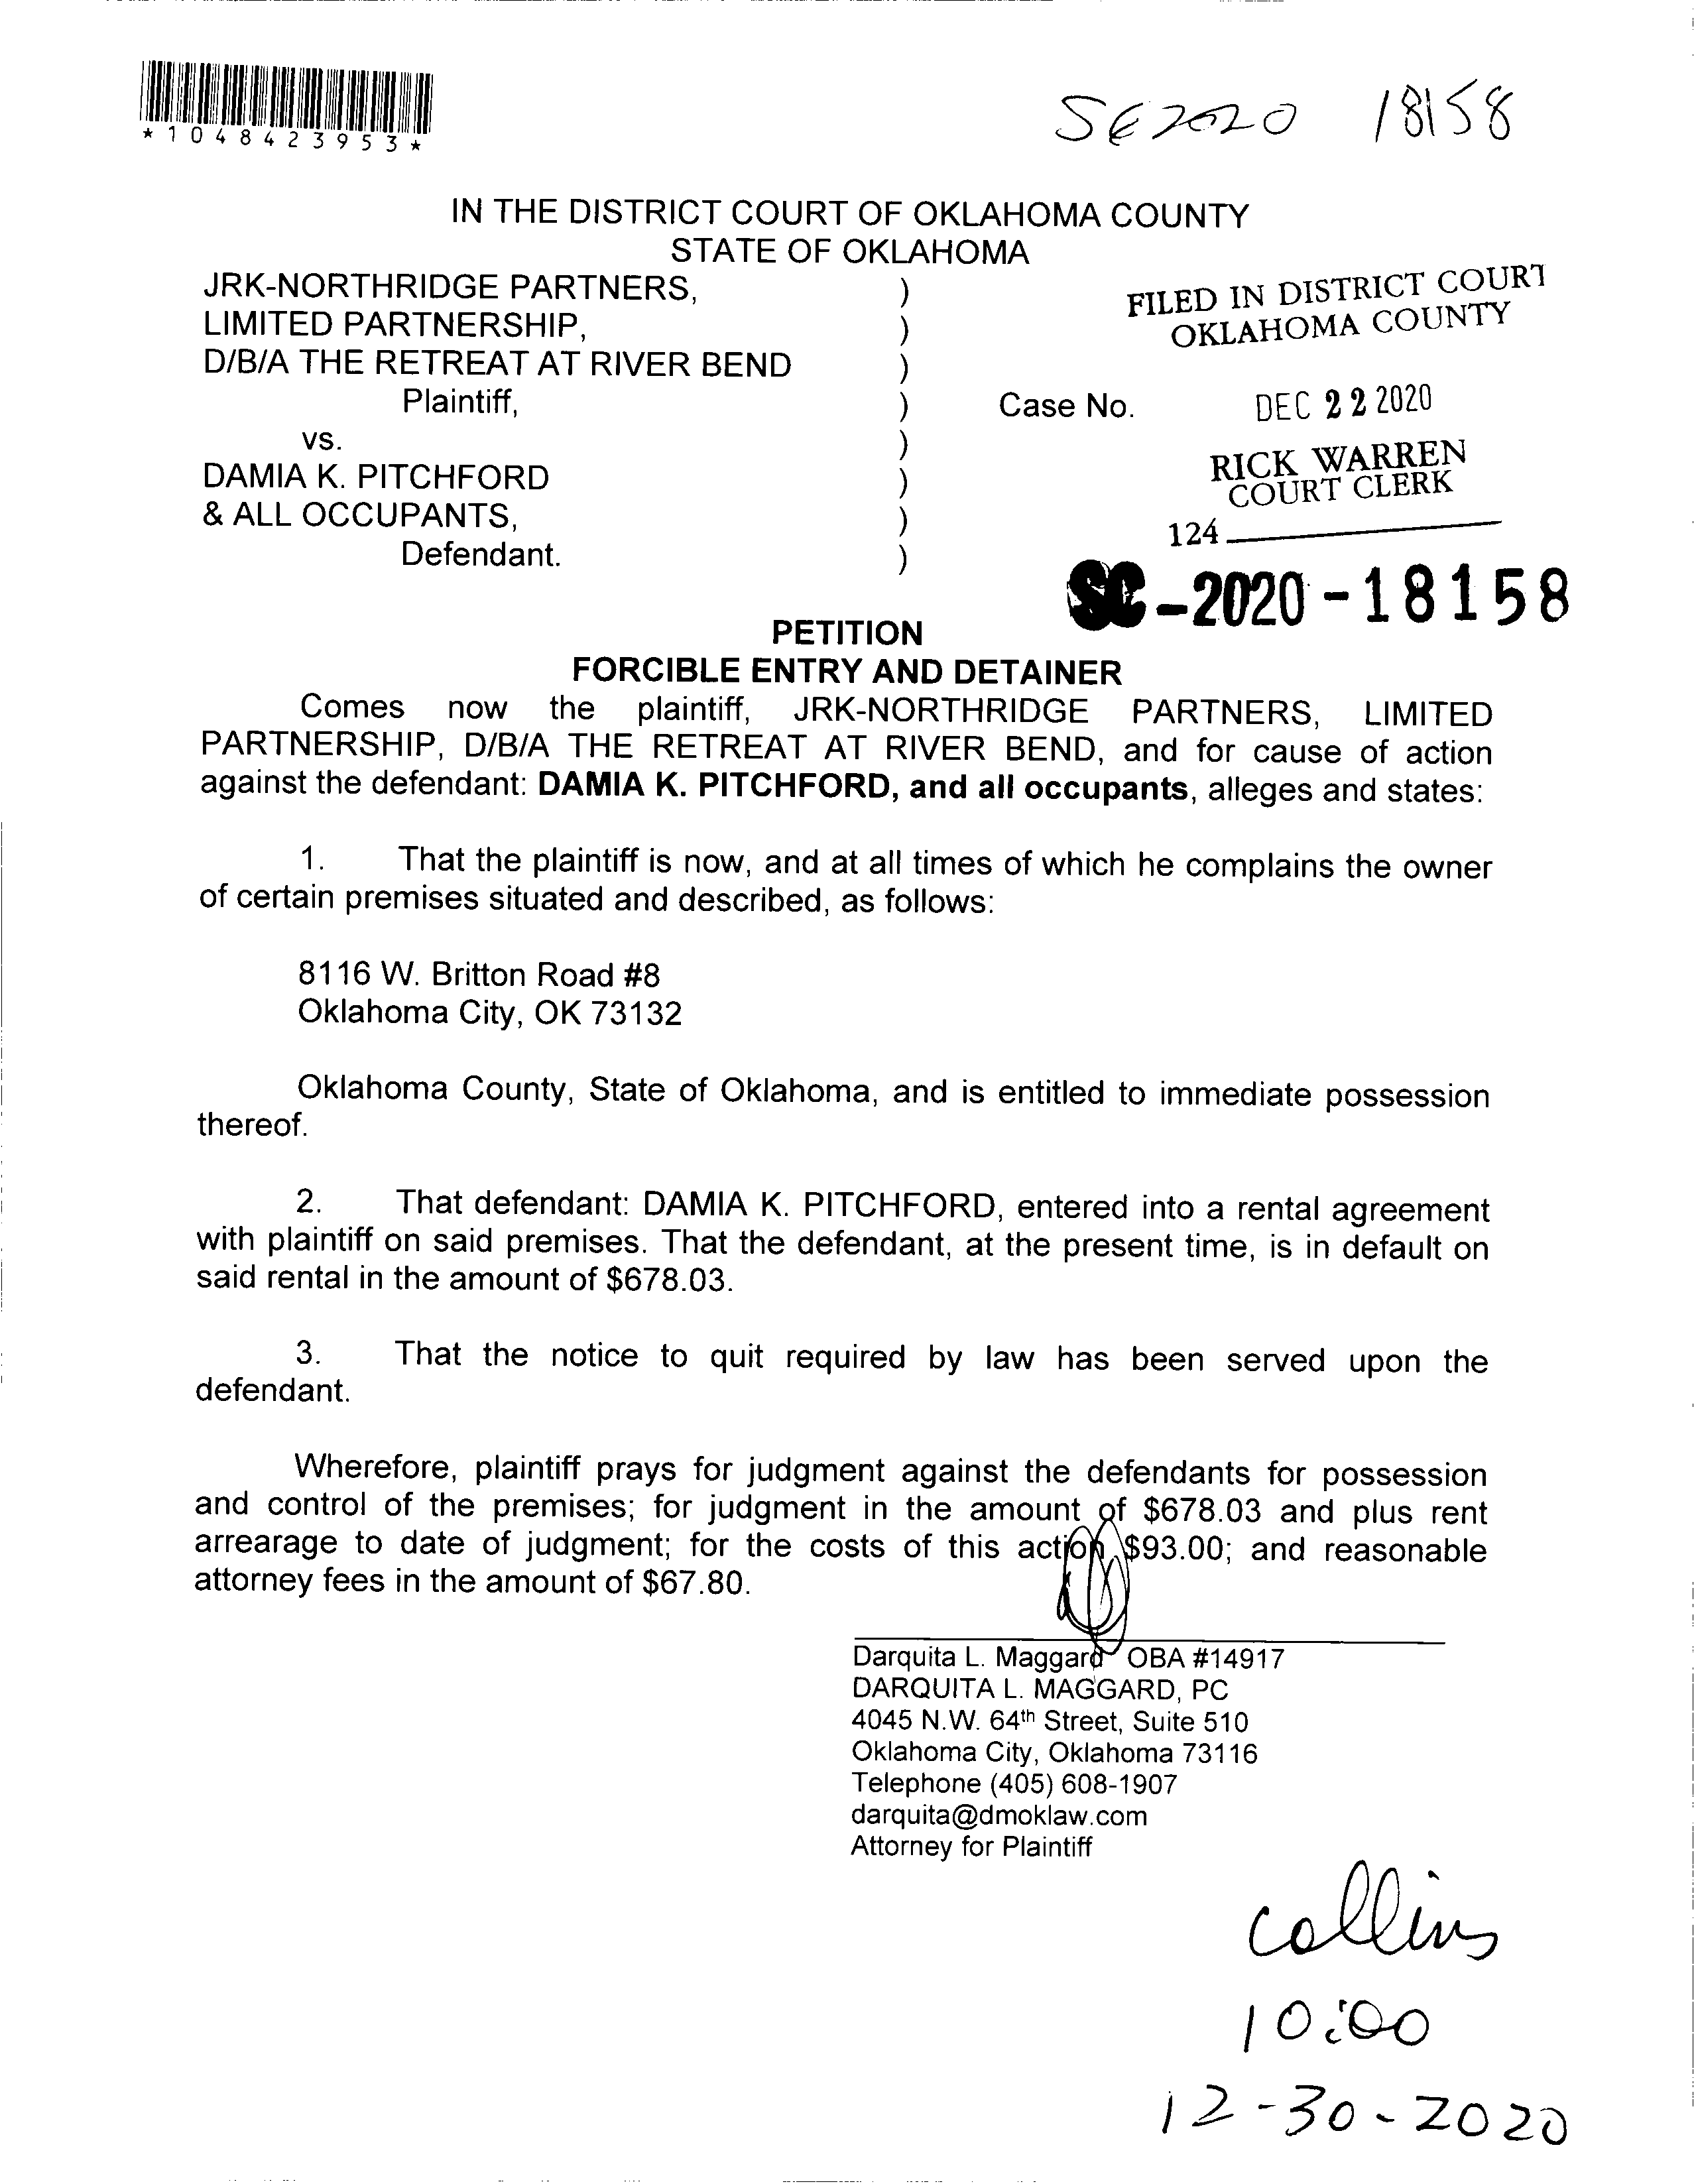 *1048423953*
SC2020 18158
IN THE DISTRICT COURT OF OKLAHOMA COUNTY
STATE OF OKLAHOMA
JRK-NORTHRIDGE PARTNERS, )
LIMITED PARTNERSHIP, )
D/B/A THE RETREAT AT RIVER BEND )
Plaintiff, ) Case No.
vs. )
DAMIA K. PITCHFORD )
& ALL OCCUPANTS, )
Defendant. )
FILED IN DISTRICT COURT
OKLAHOMA COUNTY
DEC 22 2020
RICK WARREN
COURT CLERK
124
SC-2020-18158
PETITION
FORCIBLE ENTRY AND DETAINER
Comes now the plaintiff, JRK-NORTHRIDGE PARTNERS, LIMITED
PARTNERSHIP, D/B/A THE RETREAT AT RIVER BEND, and for cause of action
against the defendant: DAMIA K. PITCHFORD, and all occupants, alleges and states:
1. That the plaintiff is now, and at all times of which he complains the owner
of certain premises situated and described, as follows:
8116 W. Britton Road #8
Oklahoma City, OK 73132
Oklahoma County, State of Oklahoma, and is entitled to immediate possession
thereof.
2. That defendant: DAMIA K. PITCHFORD, entered into a rental agreement
with plaintiff on said premises. That the defendant, at the present time, is in default on
said rental in the amount of $678.03.
3. That the notice to quit required by law has been served upon the
defendant.
Wherefore, plaintiff prays for judgment against the defendants for possession
and control of the premises; for judgment in the amount of $678.03 and plus rent
arrearage to date of judgment; for the costs of this action, $93.00; and reasonable
attorney fees in the amount of $67.80.
Darquita L. Maggard OBA #14917
DARQUITA L. MAGGARD, PC
4045 N.W. 64th Street, Suite 510
Oklahoma City, Oklahoma 73116
Telephone (405) 608-1907
darquita@dmoklaw.com
Attorney for Plaintiff
collins
10:00
12-30-2020